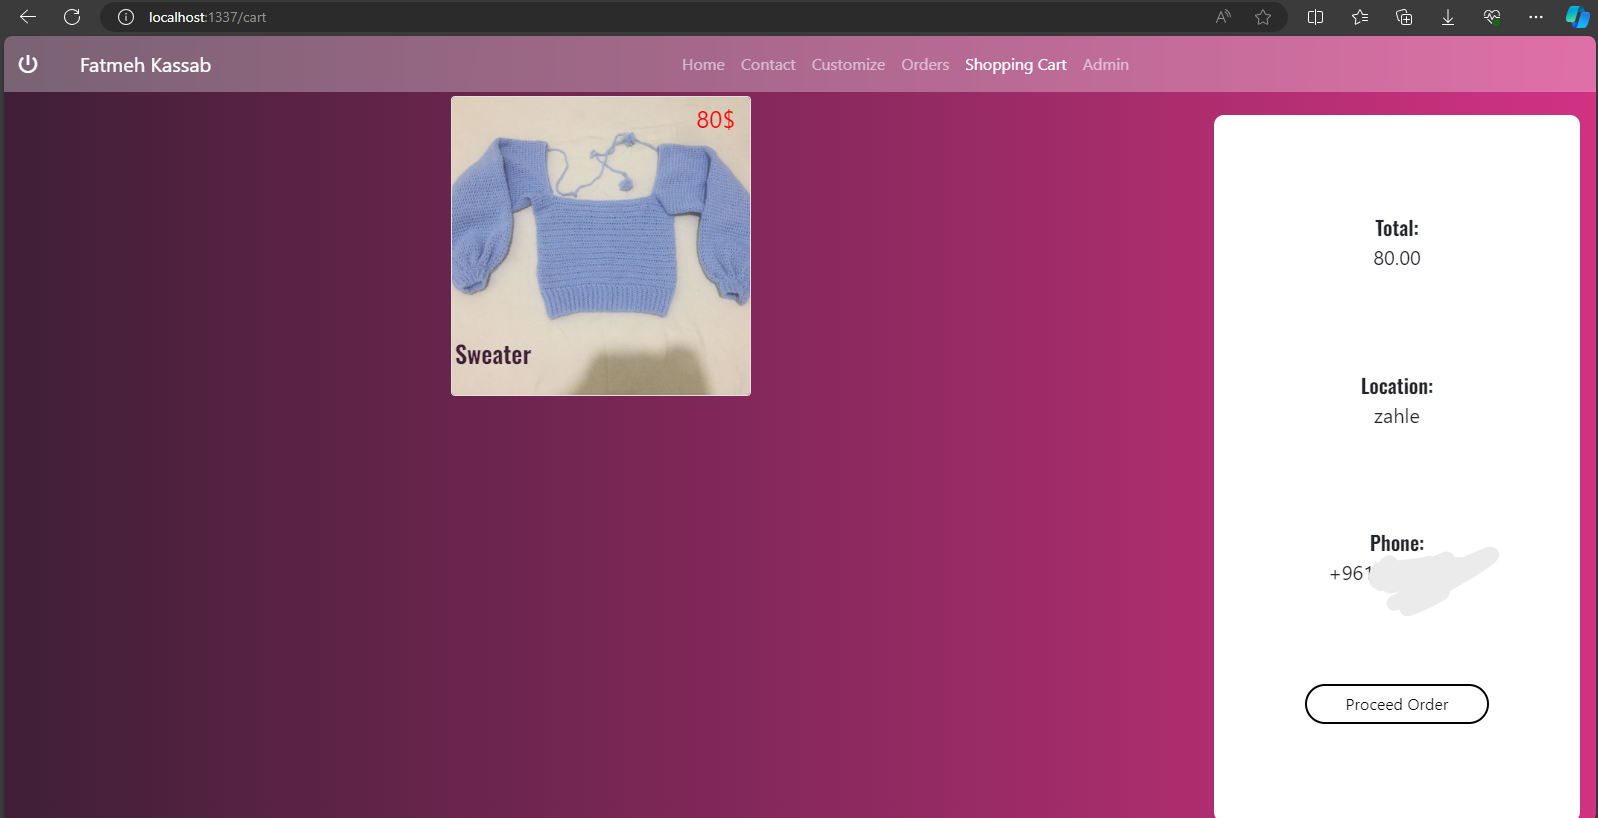 localhost:1337/cart
Fatmeh Kassab
Home Contact Customize Orders Shopping Cart Admin
80$
Sweater
Total:
80.00
Location:
zahle
Phone:
+961
Proceed Order